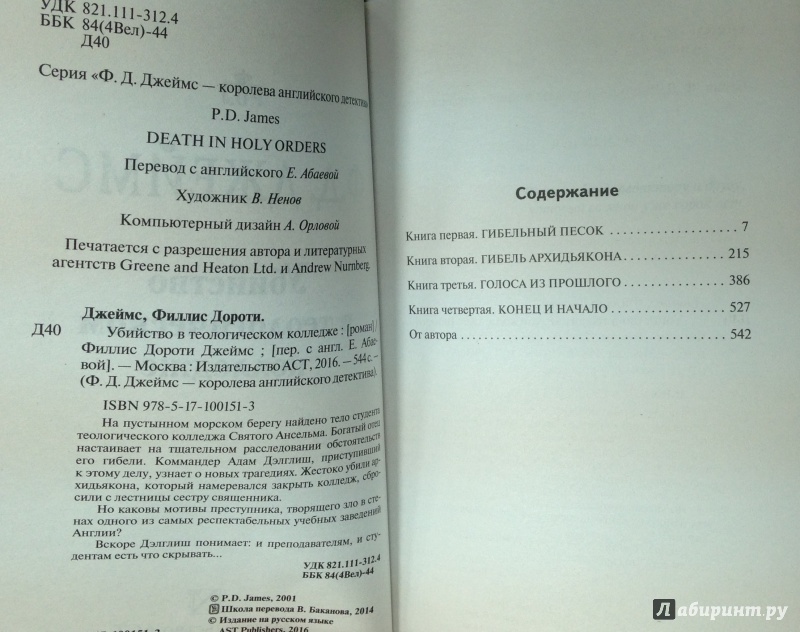 УДК 821.111-312.4
ББК 84(4Вел)-44
Д40
Серия «Ф. Д. Джеймс — королева английского детектива»
P.D. James
DEATH IN HOLY ORDERS
Перевод с английского Е. Абаевой
Художник В. Ненов
Компьютерный дизайн А. Орловой
Печатается с разрешения автора и литературных
агентств Greene and Heaton Ltd. и Andrew Nurnberg.
Джеймс, Филлис Дороти.
Д40 Убийство в теологическом колледже : [роман] /
Филлис Дороти Джеймс ; [пер. с англ. Е. Абае-
вой]. — Москва : Издательство АСТ, 2016. — 544 с. —
(Ф. Д. Джеймс — королева английского детектива).
ISBN 978-5-17-100151-3
На пустынном морском берегу найдено тело студента
теологического колледжа Святого Ансельма. Богатый отец
настаивает на тщательном расследовании обстоятельств
его гибели. Коммандер Адам Дэлглиш, приступивший
к этому делу, узнает о новых трагедиях. Жестоко убили ар-
хидьякона, который намеревался закрыть колледж, сбро-
сили с лестницы сестру священника.
Но каковы мотивы преступника, творящего зло в сте-
нах одного из самых респектабельных учебных заведений
Англии?
Вскоре Дэлглиш понимает: и преподавателям, и сту-
дентам есть что скрывать...
УДК 821.111-312.4
ББК 84(4Вел)-44
© P.D. James, 2001
Школа перевода В. Баканова, 2014
© Издание на русском языке
AST Publishers, 2016
Содержание
Книга первая. ГИБЕЛЬНЫЙ ПЕСОК . . . . . . . . . . . . . . . . . . . 7
Книга вторая. ГИБЕЛЬ АРХИДЬЯКОНА . . . . . . . . . . . . . . . 215
Книга третья. ГОЛОСА ИЗ ПРОШЛОГО . . . . . . . . . . . . . . . 386
Книга четвертая. КОНЕЦ И НАЧАЛО . . . . . . . . . . . . . . . . . 527
От автора . . . . . . . . . . . . . . . . . . . . . . . . . . . . . . . . . . . . . . 542
Лабиринт.ру